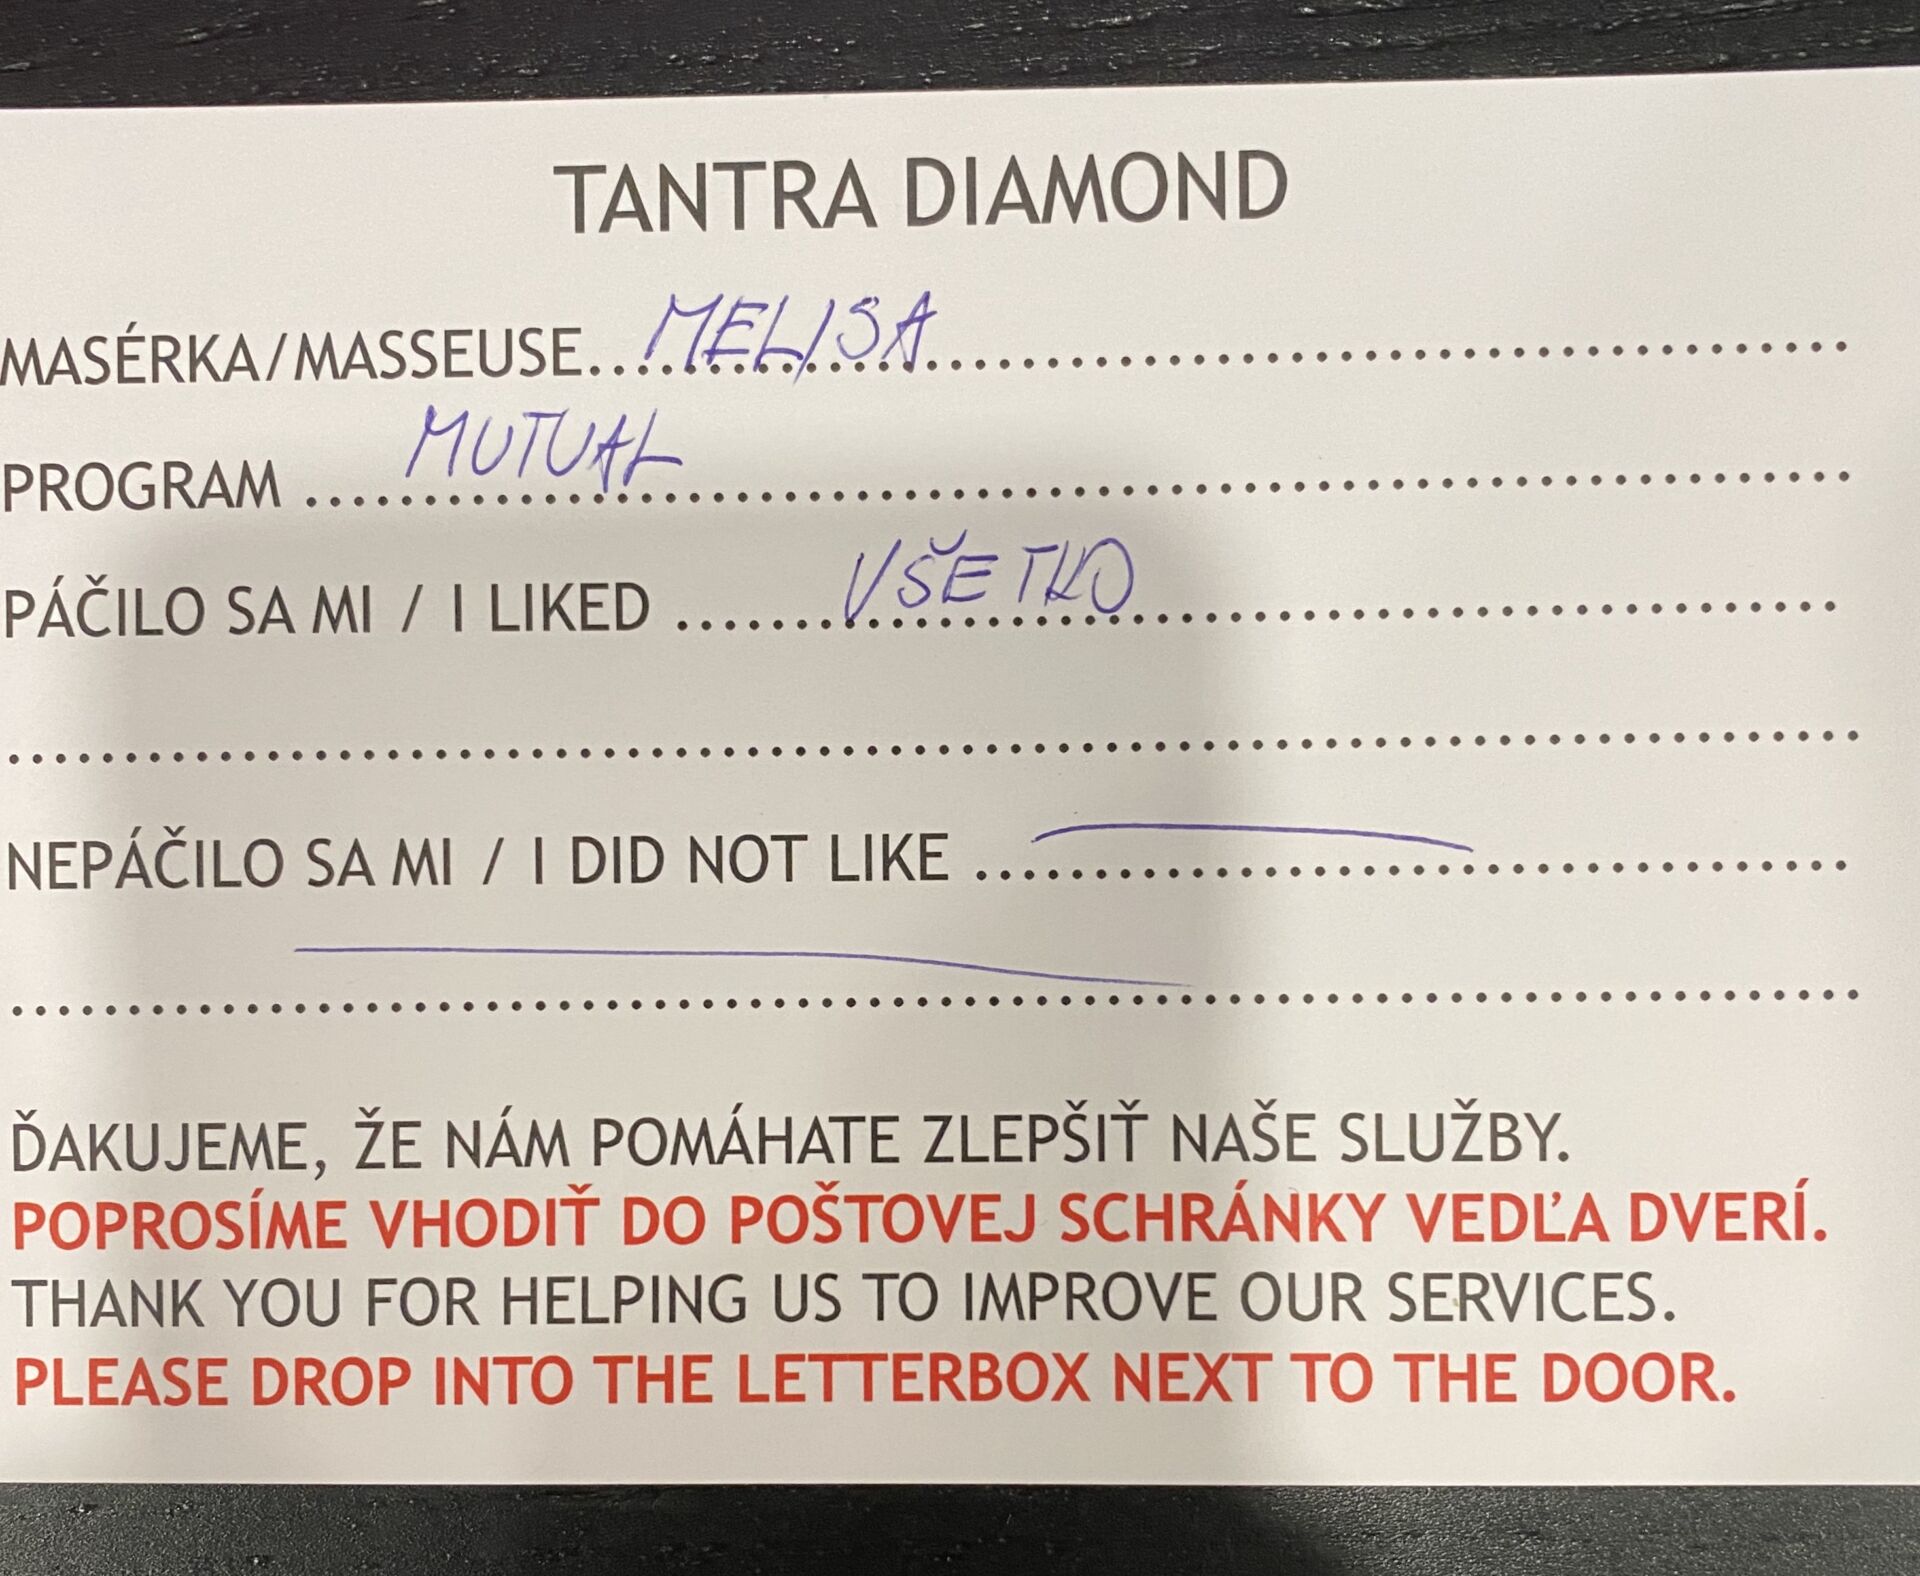 TANTRA DIAMOND
MASÉRKA/MASSEUSE....MELISA....................................
PROGRAM ....MUTUAL....................................
PÁČILO SA MI / I LIKED ........VŠETKO..............................
..............................................................................
NEPÁČILO SA MI / I DID NOT LIKE ......................................
..............................................................................
ĎAKUJEME, ŽE NÁM POMÁHATE ZLEPŠIŤ NAŠE SLUŽBY.
POPROSÍME VHODIŤ DO POŠTOVEJ SCHRÁNKY VEDĽA DVERÍ.
THANK YOU FOR HELPING US TO IMPROVE OUR SERVICES.
PLEASE DROP INTO THE LETTERBOX NEXT TO THE DOOR.